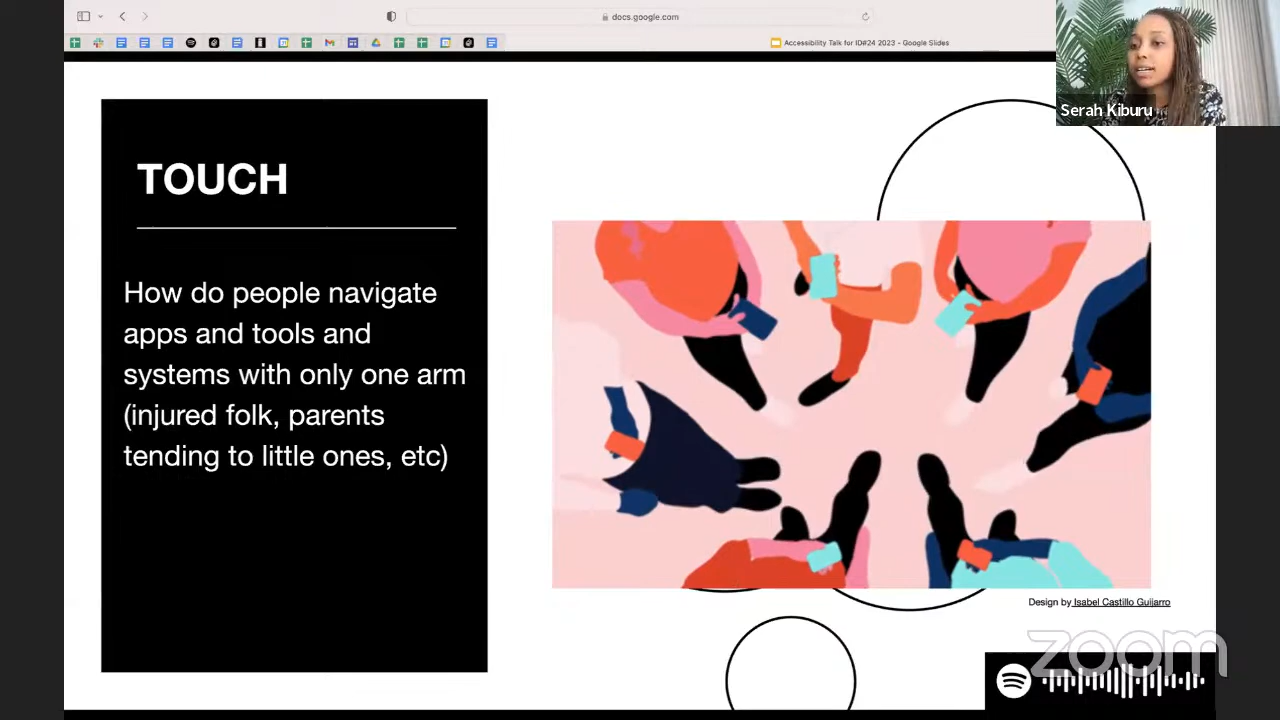 docs.google.com
Accessibility Talk for ID#24 2023 - Google Slides
Serah Kiburu
TOUCH
How do people navigate
apps and tools and
systems with only one arm
(injured folk, parents
tending to little ones, etc)
Design by Isabel Castillo Guijarro
zoom